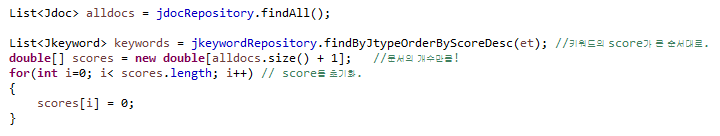 List<Jdoc> alldocs = jdocRepository.findAll();
List<Jkeyword> keywords = jkeywordRepository.findByJtypeOrderByScoreDesc(et); //키워드의 score가 큰 순서대로.
double[] scores = new double[alldocs.size() + 1]; //문서의 개수만큼!
for(int i=0; i< scores.length; i++) // score를 초기화.
{
scores[i] = 0;
}